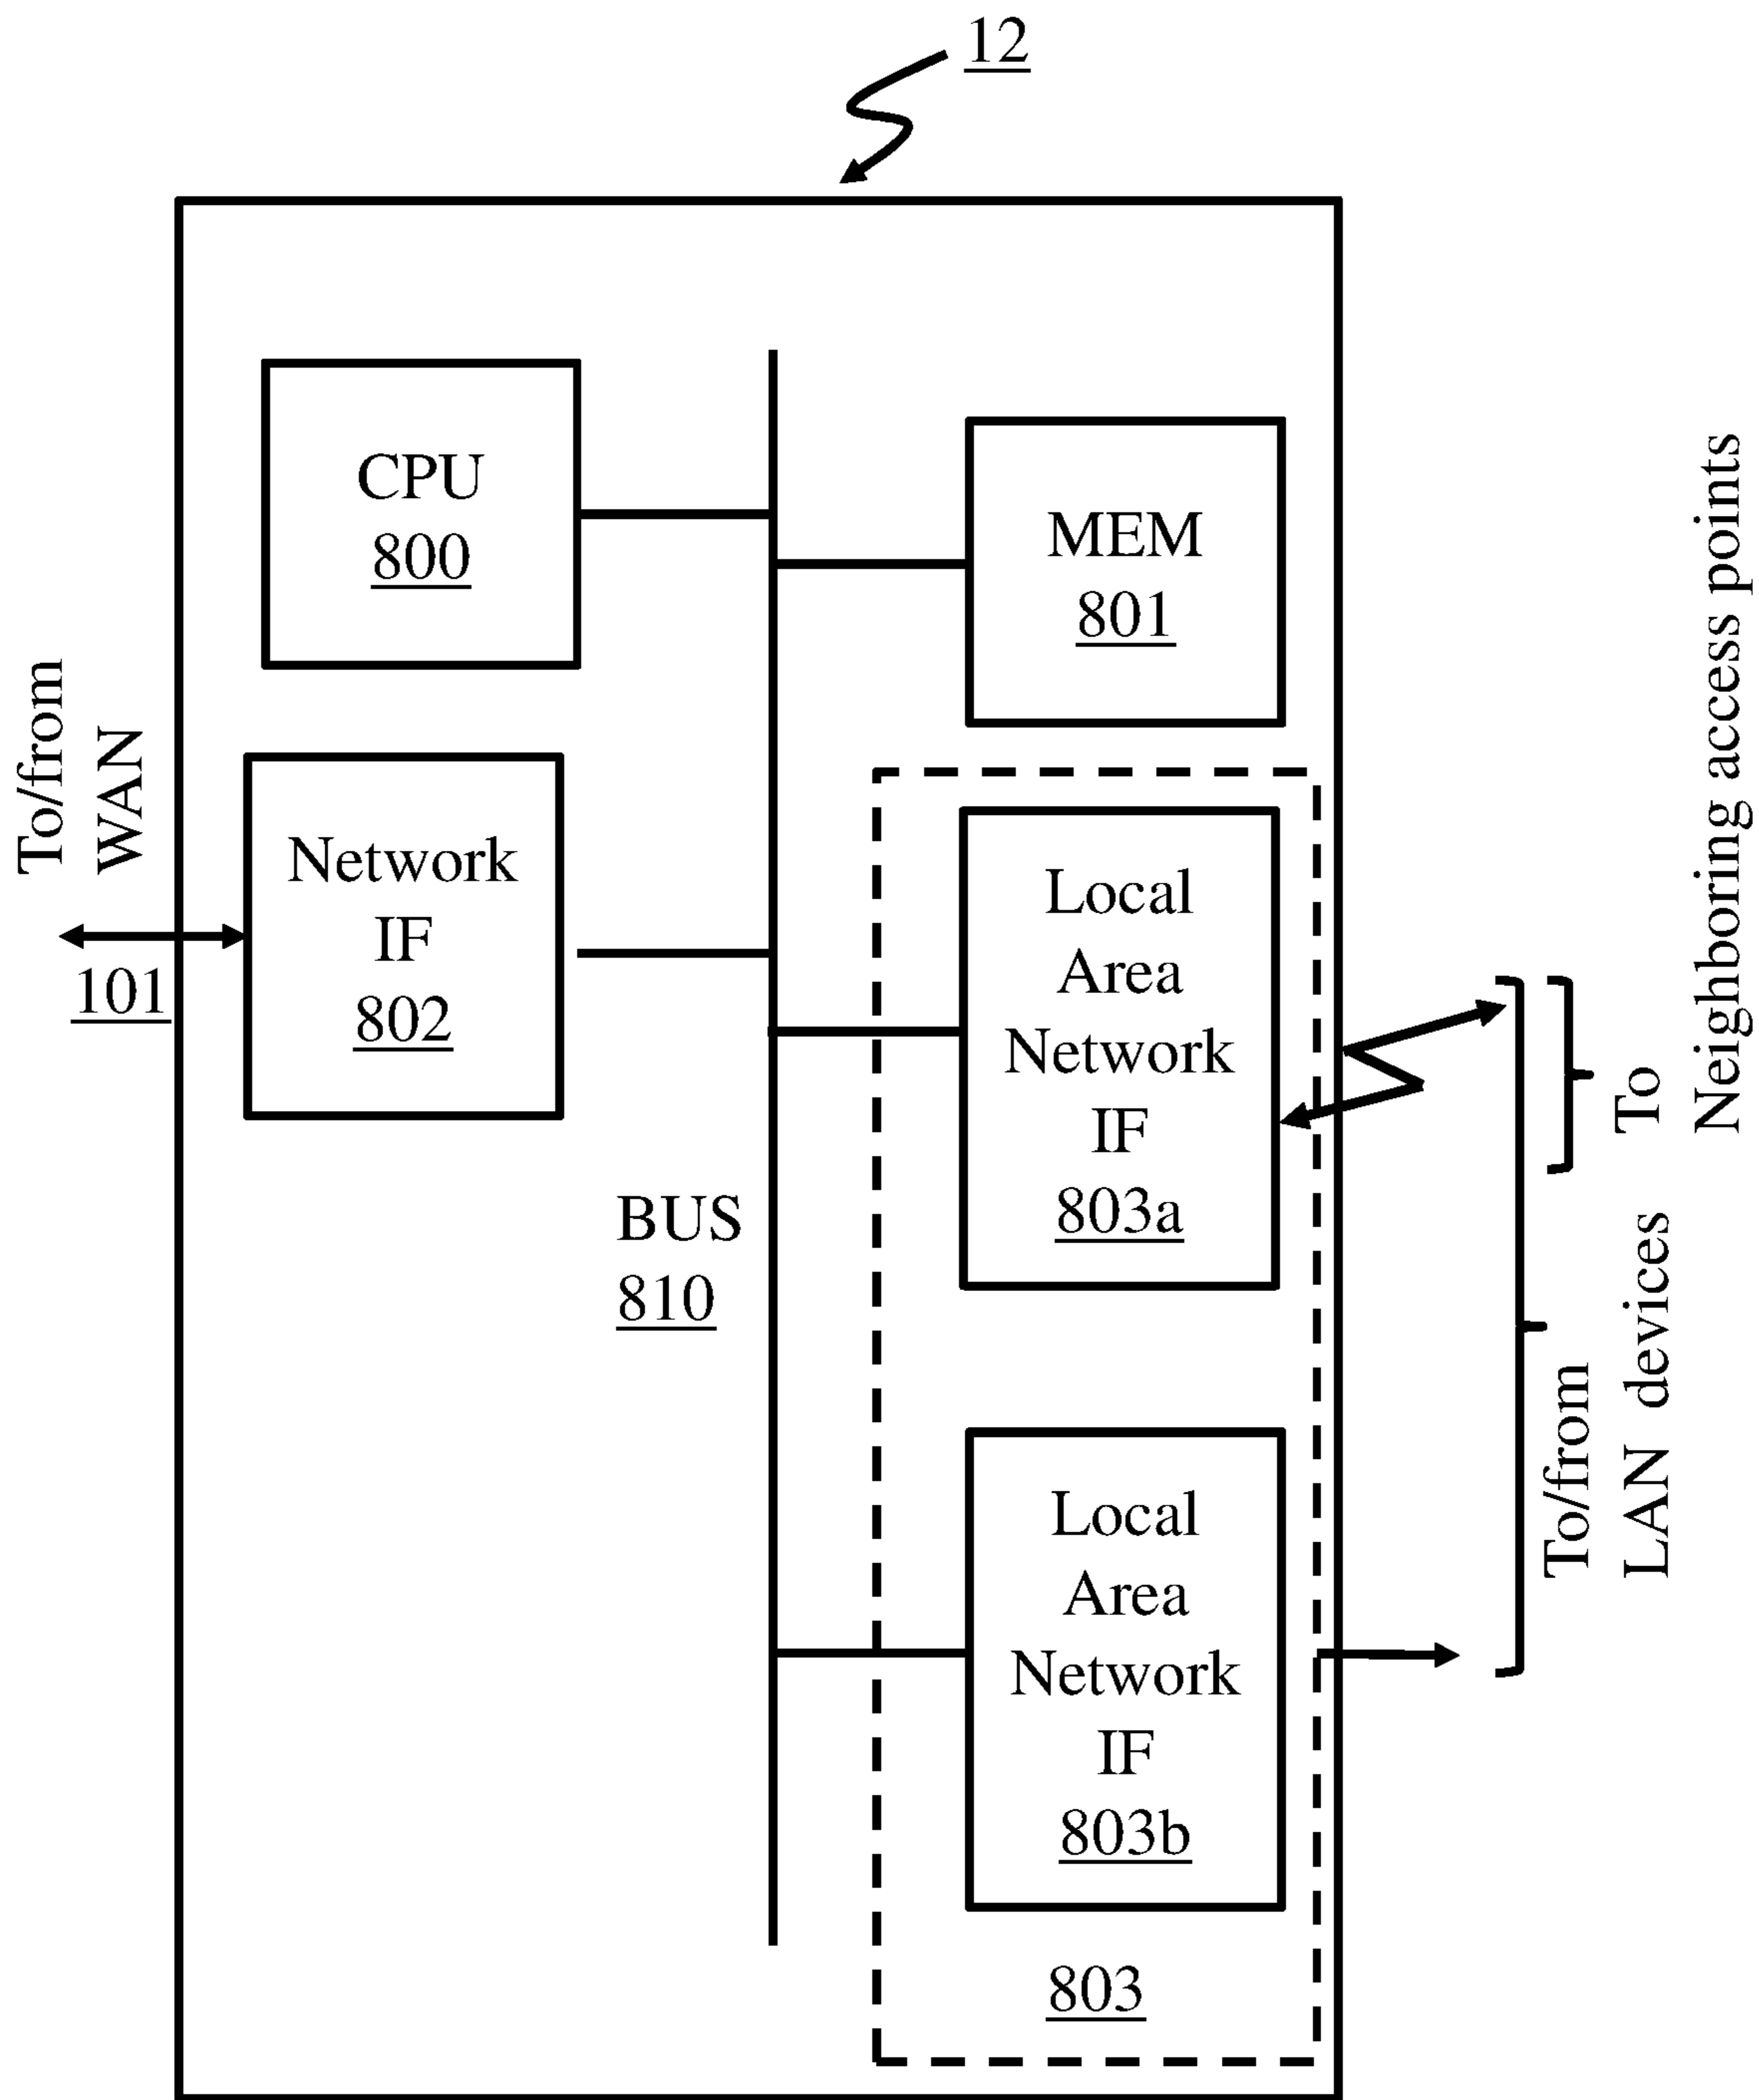 12
CPU
800
MEM
801
To/from
WAN
101
Network
IF
802
Local
Area
Network
IF
803a
BUS
810
Local
Area
Network
IF
803b
803
To
Neighboring access points
To/from
LAN devices